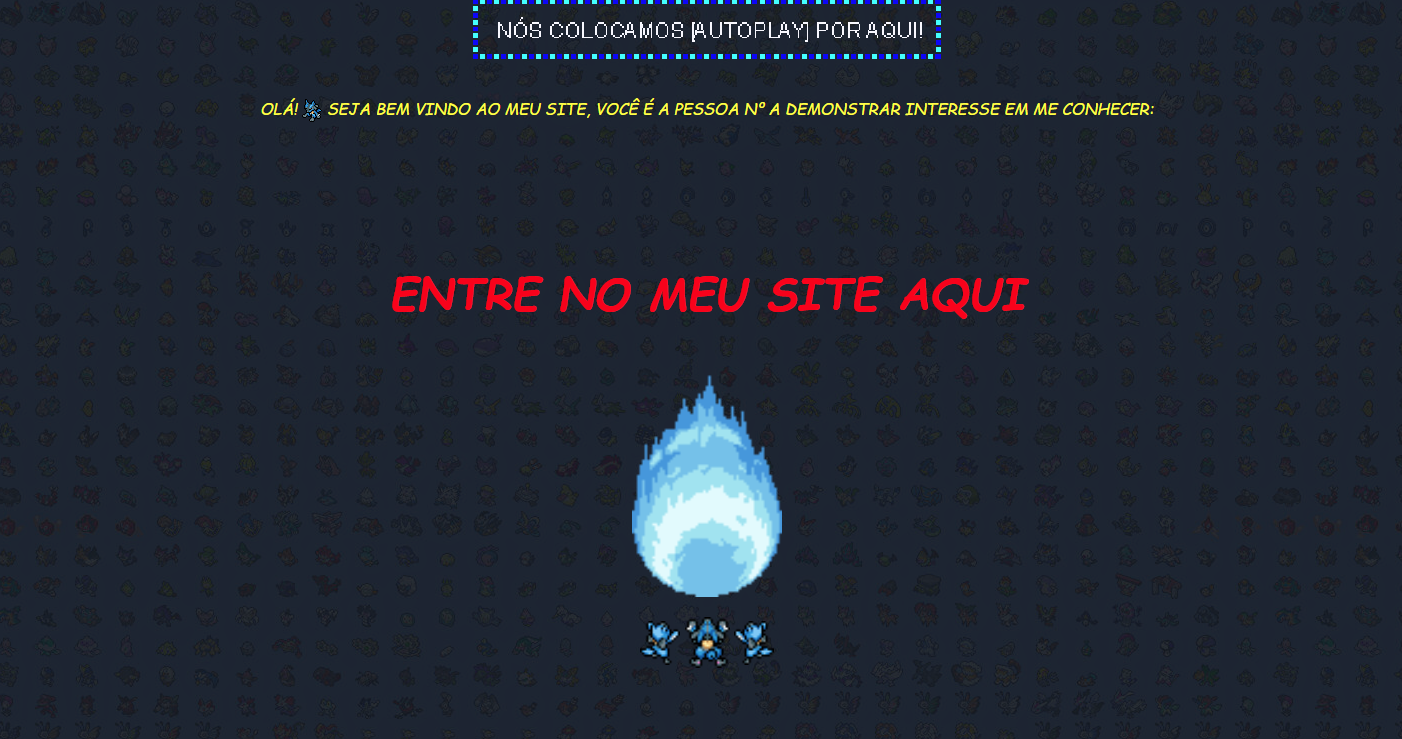 NÓS COLOCAMOS [AUTOPLAY] POR AQUI!
OLÁ! SEJA BEM VINDO AO MEU SITE, VOCÊ É A PESSOA Nº A DEMONSTRAR INTERESSE EM ME CONHECER:
ENTRE NO MEU SITE AQUI